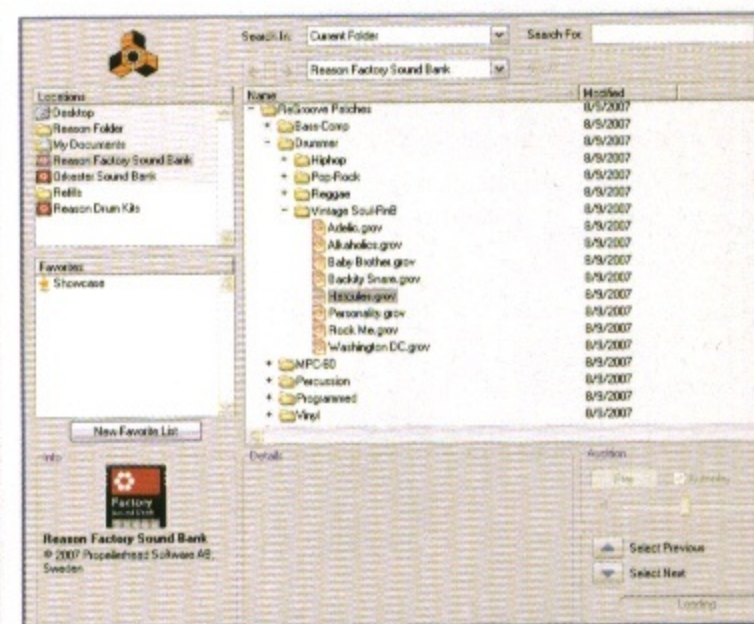 Search In: Current Folder Search For:
Reason Factory Sound Bank
Locations
Desktop
Reason Folder
My Documents
Reason Factory Sound Bank
Orkester Sound Bank
Refills
Reason Drum Kits
Favorites
Showcase
New Favorite List
Info
Factory
Sound Bank
Reason Factory Sound Bank
© 2007 Propellerhead Software AB,
Sweden
Name Modified
ReGroove Patches 8/9/2007
Bass-Comp 8/9/2007
Drummer 8/9/2007
Hiphop 8/9/2007
Pop-Rock 8/9/2007
Reggae 8/9/2007
Vintage Soul-RnB 8/9/2007
Adelic.grov 8/9/2007
Alkaholics.grov 8/9/2007
Baby Brother.grov 8/9/2007
Backity Snare.grov 8/9/2007
Hercules.grov 8/9/2007
Personality.grov 8/9/2007
Rock Me.grov 8/9/2007
Washington DC.grov 8/9/2007
MPC-60 8/9/2007
Percussion 8/9/2007
Programmed 8/9/2007
Vinyl 8/9/2007
Details
Audition
Play Autoplay
Select Previous
Select Next
Loading